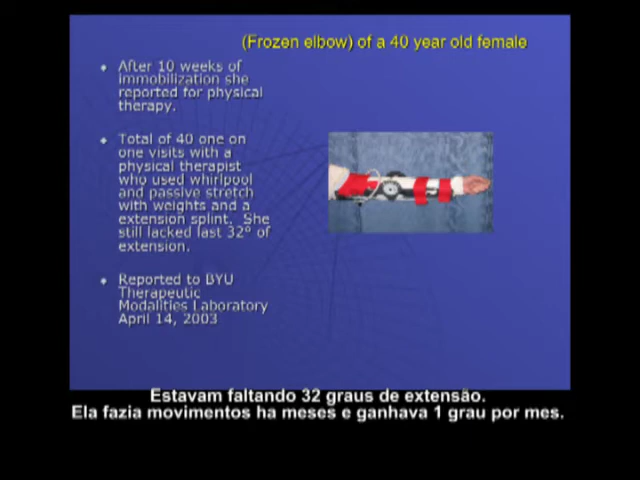 (Frozen elbow) of a 40 year old female
After 10 weeks of
immobilization she
reported for physical
therapy.
Total of 40 one on
one visits with a
physical therapist
who used whirlpool
and passive stretch
with weights and a
extension splint. She
still lacked last 32° of
extension.
Reported to BYU
Therapeutic
Modalities Laboratory
April 14, 2003
Estavam faltando 32 graus de extensão.
Ela fazia movimentos ha meses e ganhava 1 grau por mes.